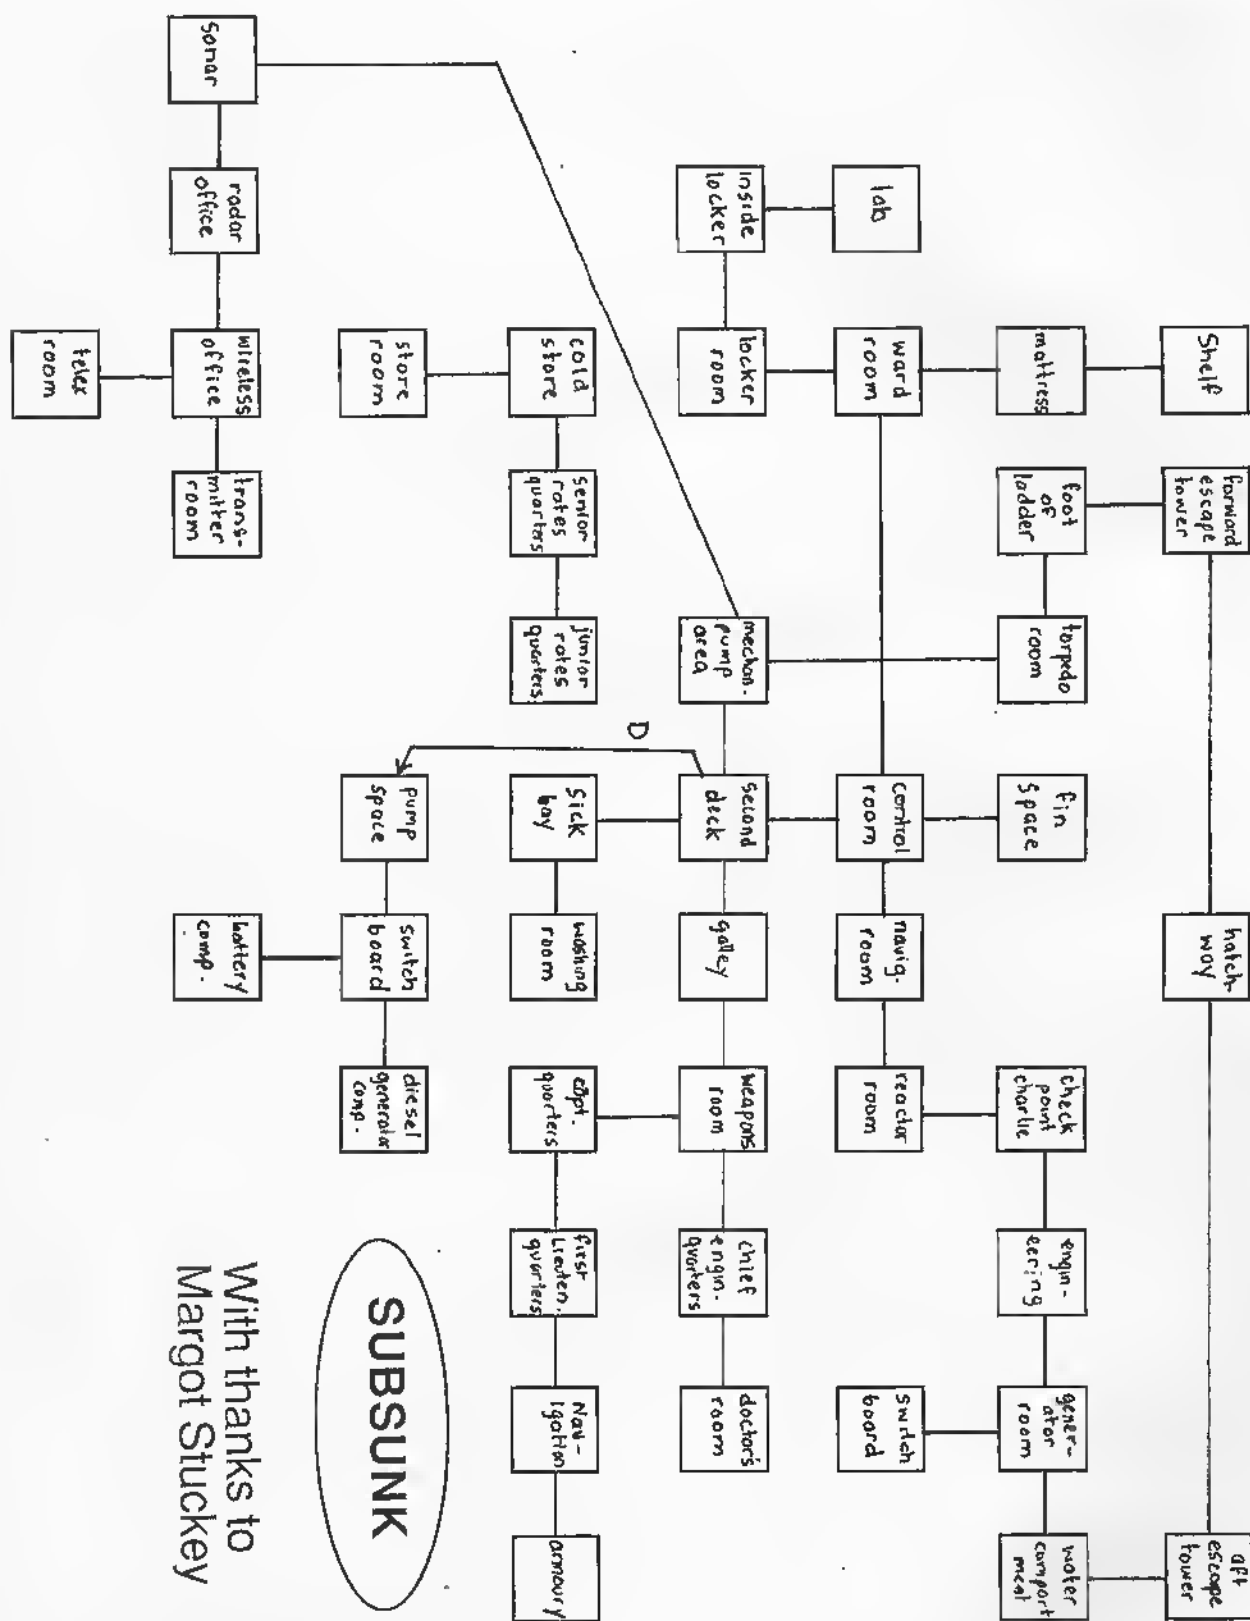 Shelf
forward
escape
tower
hatch-
way
aft
escape
tower
mattress
foot
of
ladder
torpedo
room
fin
space
check
point
charlie
engin-
eering
gener-
ator
room
water
compart
ment
lab
ward
room
control
room
navig.
room
reactor
room
switch
board
inside
locker
locker
room
mechan.
pump
area
second
deck
galley
weapons
room
chief
engin.
quarters
doctor's
room
D
cold
store
senior
rates
quarters
junior
rates
quarters
Sick
bay
washing
room
capt.
quarters
first
Lieuten.
quarters
Nav-
igation
armoury
store
room
pump
space
switch
board
diesel
generator
comp.
SUBSUNK
Sonar
radar
office
wireless
office
trans-
mitter
room
battery
comp.
telex
room
With thanks to
Margot Stuckey